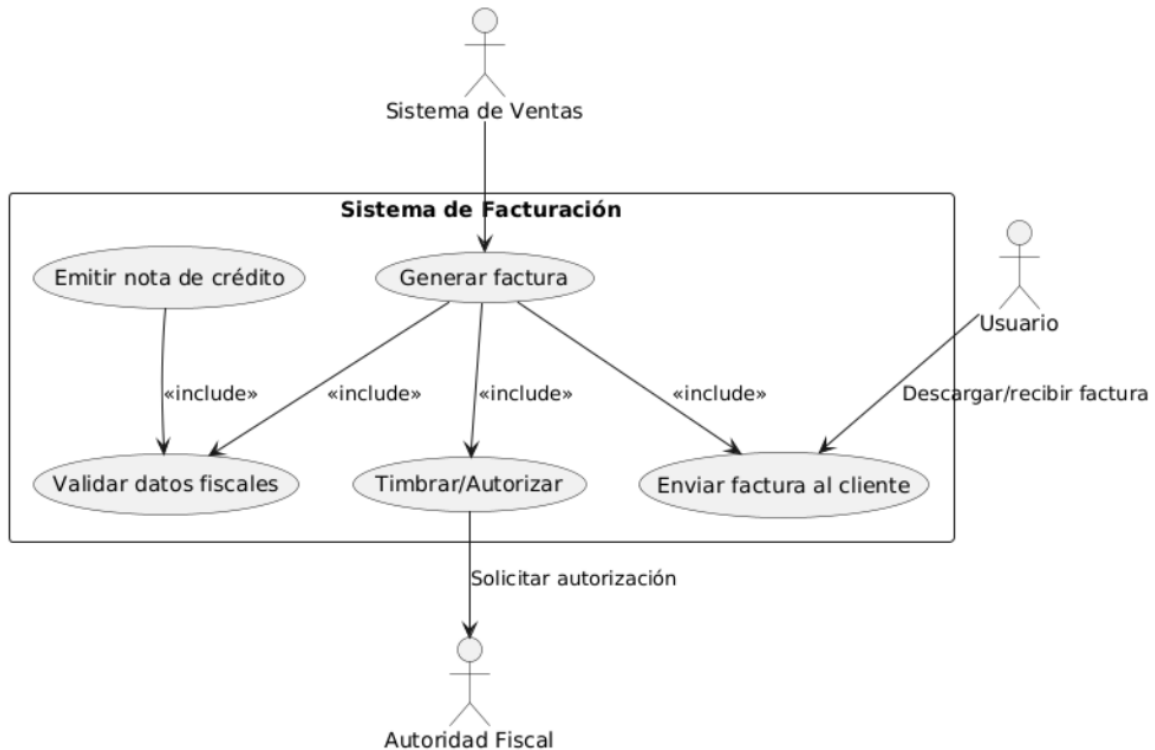 Sistema de Ventas
Sistema de Facturación
Emitir nota de crédito
Generar factura
Usuario
«include»
«include»
«include»
«include»
Descargar/recibir factura
Validar datos fiscales
Timbrar/Autorizar
Enviar factura al cliente
Solicitar autorización
Autoridad Fiscal